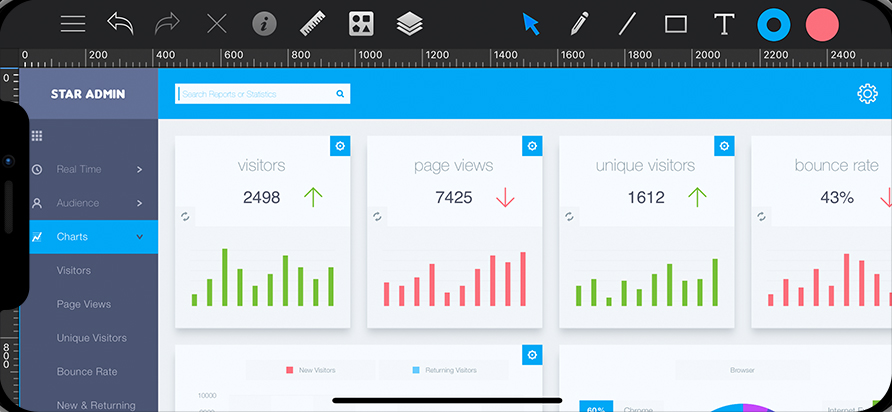 T
0 200 400 600 800 1000 1200 1400 1600 1800 2000 2200 2400
0
800
STAR ADMIN
Search Reports or Statistics
Real Time
Audience
Charts
Visitors
Page Views
Unique Visitors
Bounce Rate
New & Returning
visitors
2498
page views
7425
unique visitors
1612
bounce rate
43%
New Visitors
Returning Visitors
10000
Browser
60%
Chrome
Internet E